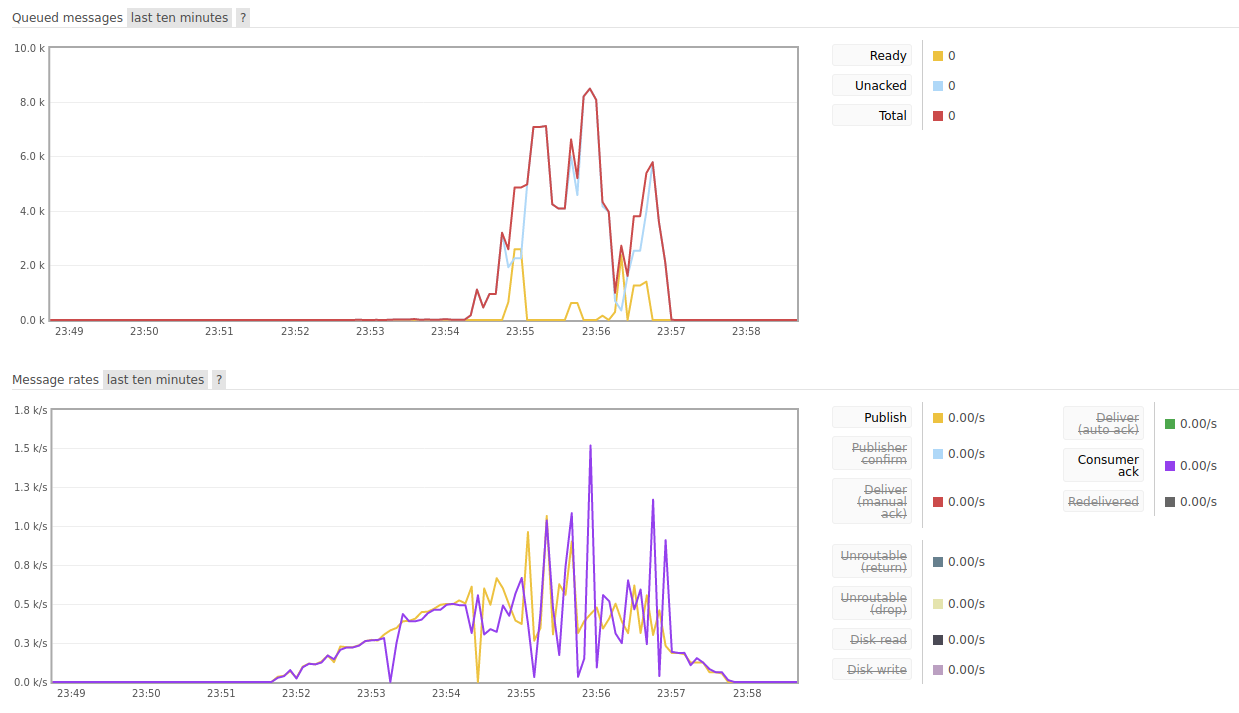 Queued messages last ten minutes ?
10.0 k
8.0 k
6.0 k
4.0 k
2.0 k
0.0 k
23:49 23:50 23:51 23:52 23:53 23:54 23:55 23:56 23:57 23:58
Ready 0
Unacked 0
Total 0
Message rates last ten minutes ?
1.8 k/s
1.5 k/s
1.3 k/s
1.0 k/s
0.8 k/s
0.5 k/s
0.3 k/s
0.0 k/s
23:49 23:50 23:51 23:52 23:53 23:54 23:55 23:56 23:57 23:58
Publish 0.00/s
Publisher
confirm 0.00/s
Deliver
(manual
ack) 0.00/s
Deliver
(auto ack) 0.00/s
Consumer
ack 0.00/s
Redelivered 0.00/s
Unroutable
(return) 0.00/s
Unroutable
(drop) 0.00/s
Disk read 0.00/s
Disk write 0.00/s